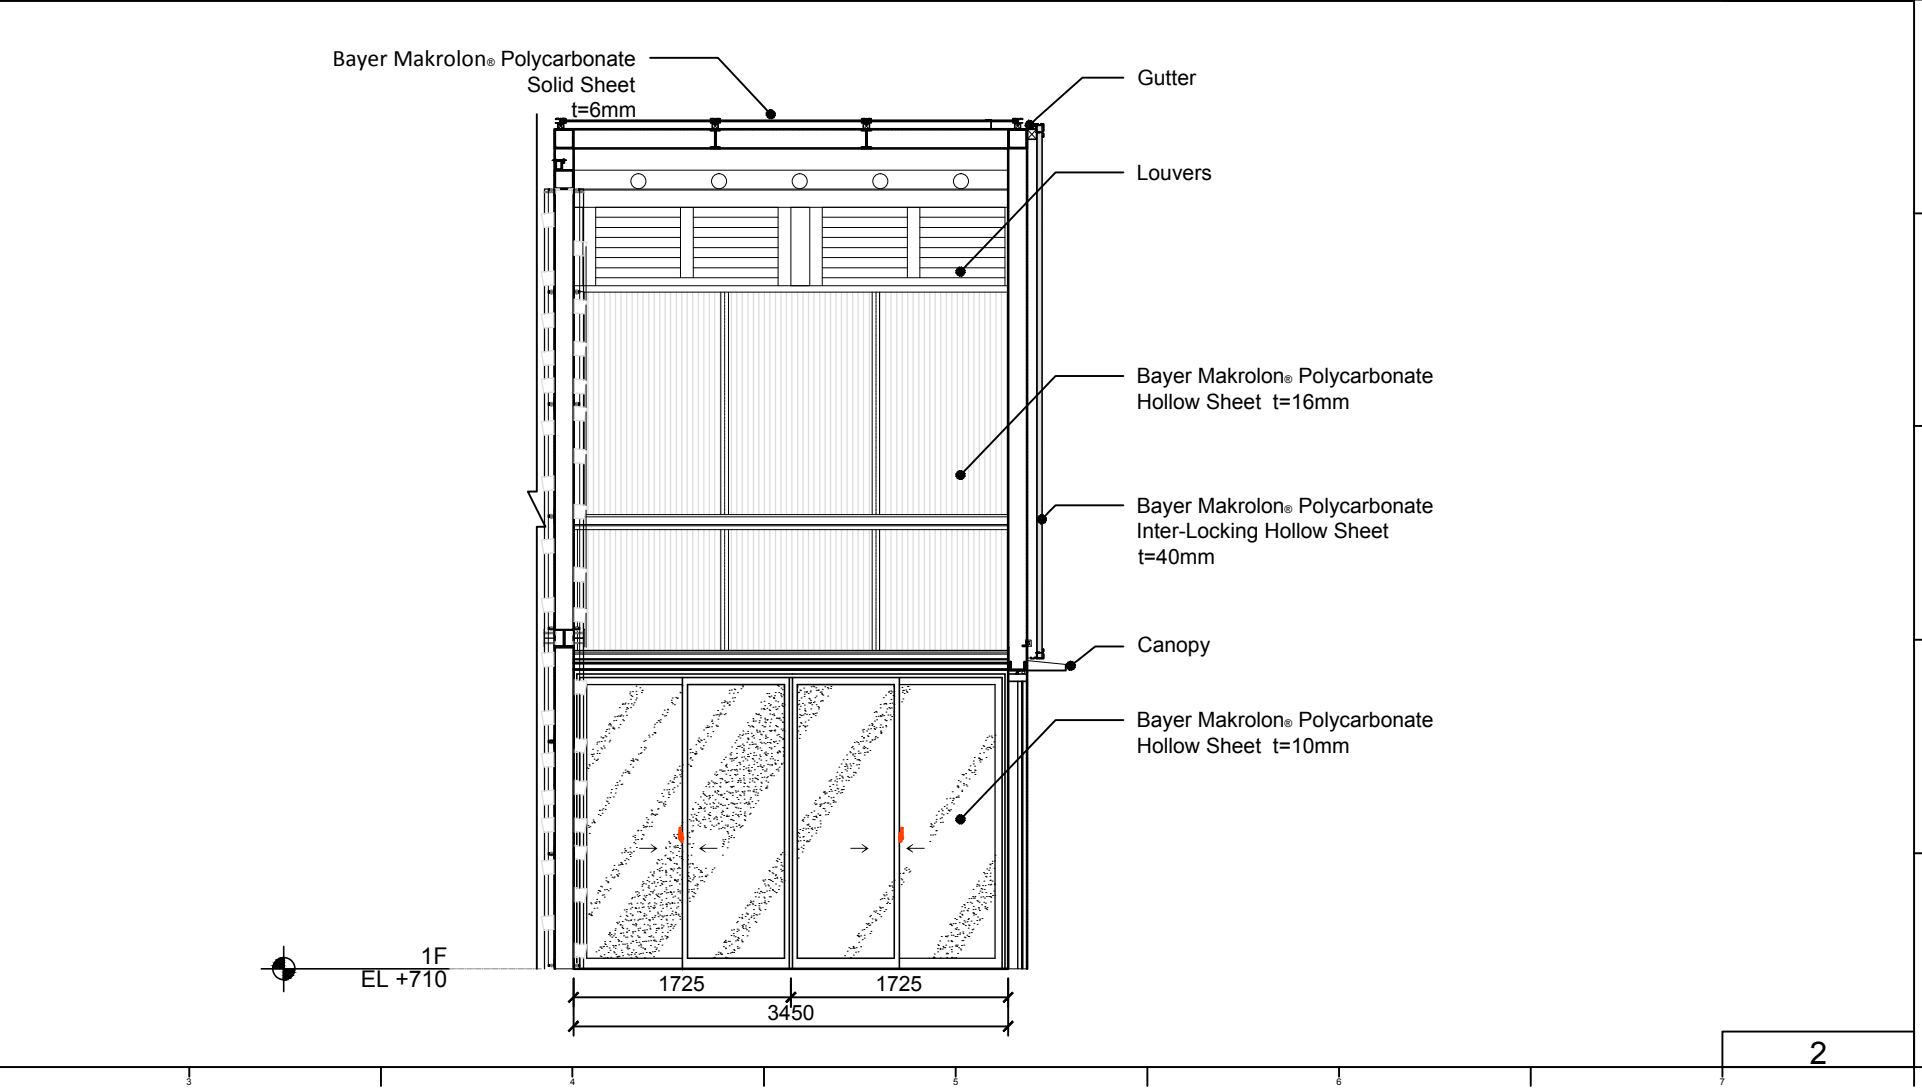 Bayer Makrolon® Polycarbonate
Solid Sheet
t=6mm
Gutter
Louvers
Bayer Makrolon® Polycarbonate
Hollow Sheet t=16mm
Bayer Makrolon® Polycarbonate
Inter-Locking Hollow Sheet
t=40mm
Canopy
Bayer Makrolon® Polycarbonate
Hollow Sheet t=10mm
1F
EL +710
1725 1725
3450
2
3 4 5 6 7